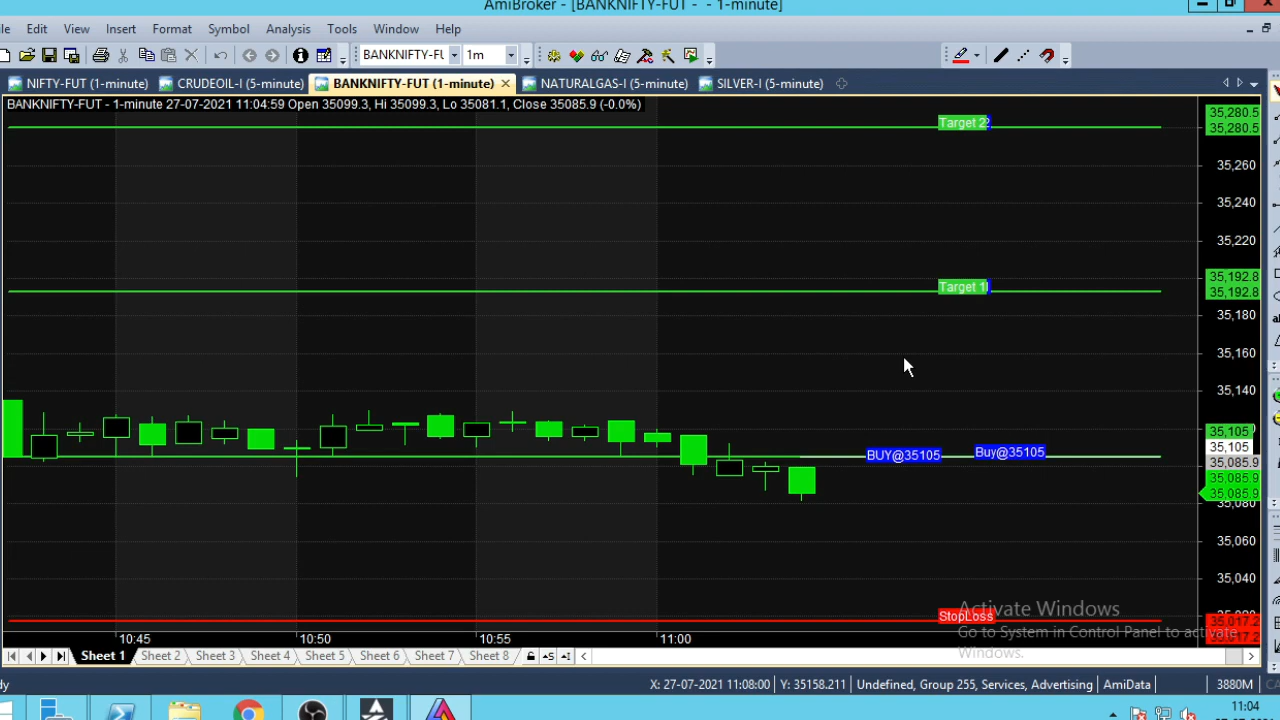 AmiBroker - [BANKNIFTY-FUT - - 1-minute]
Edit View Insert Format Symbol Analysis Tools Window Help
BANKNIFTY-FU 1m
NIFTY-FUT (1-minute) CRUDEOIL-I (5-minute) BANKNIFTY-FUT (1-minute) NATURALGAS-I (5-minute) SILVER-I (5-minute)
BANKNIFTY-FUT - 1-minute 27-07-2021 11:04:59 Open 35099.3, Hi 35099.3, Lo 35081.1, Close 35085.9 (-0.0%)
35,280.5
Target 2
35,280.5
35,260
35,240
35,220
35,192.8
Target 1
35,192.8
35,180
35,160
35,140
35,105
35,105
BUY@35105 Buy@35105
35,085.9
35,085.9
35,085.9
35,080
35,060
35,040
StopLoss
35,017.2
Activate Windows
Go to System in Control Panel to activate
Windows.
10:45 10:50 10:55 11:00
Sheet 1 Sheet 2 Sheet 3 Sheet 4 Sheet 5 Sheet 6 Sheet 7 Sheet 8
X: 27-07-2021 11:08:00 Y: 35158.211 Undefined, Group 255, Services, Advertising AmiData 3880M
11:04